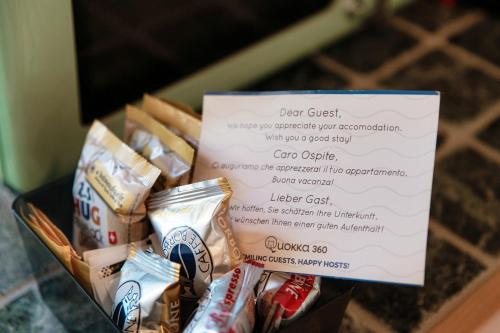 Dear Guest,
We hope you appreciate your accomodation.
Wish you a good stay!
Caro Ospite,
Ci auguriamo che apprezzerai il tuo appartamento.
Buona vacanza!
Lieber Gast,
wir hoffen, Sie schätzen Ihre Unterkunft.
wünschen Ihnen einen guten Aufenthalt!
QUOKKA 360
SMILING GUESTS, HAPPY HOSTS!
HUG
CAFFÈ